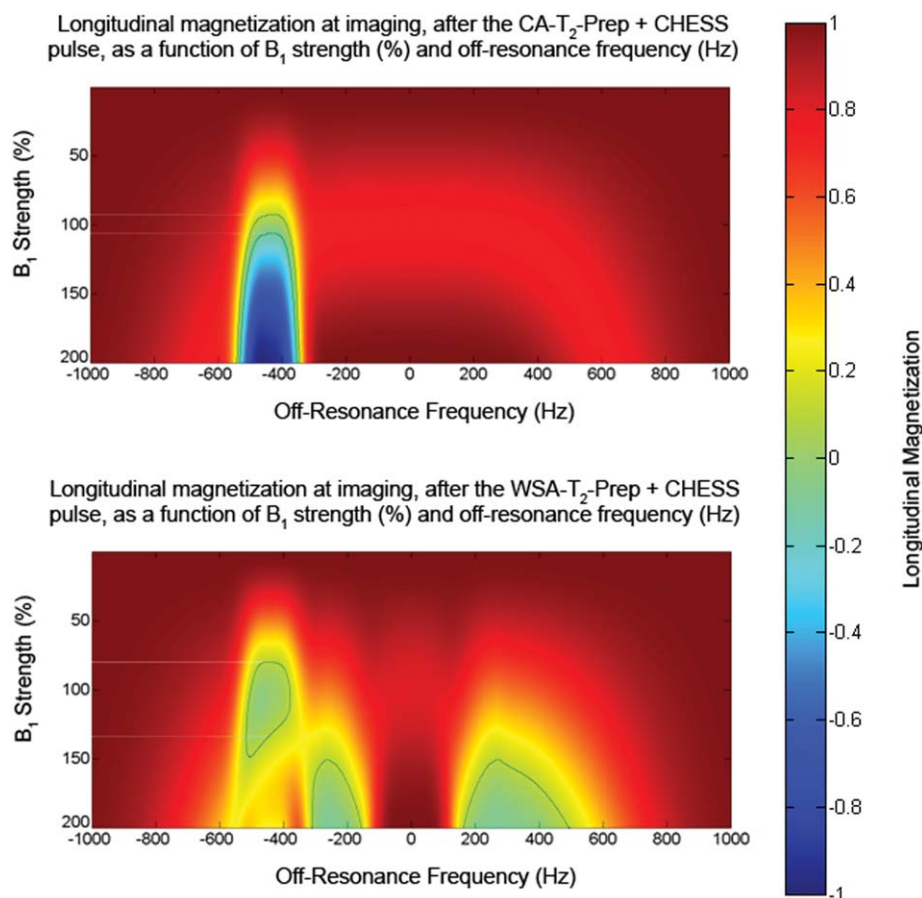 Longitudinal magnetization at imaging, after the CA-T₂-Prep + CHESS
pulse, as a function of B₁ strength (%) and off-resonance frequency (Hz)
B₁ Strength (%)
50
100
150
200
-1000 -800 -600 -400 -200 0 200 400 600 800 1000
Off-Resonance Frequency (Hz)
Longitudinal magnetization at imaging, after the WSA-T₂-Prep + CHESS
pulse, as a function of B₁ strength (%) and off-resonance frequency (Hz)
B₁ Strength (%)
50
100
150
200
-1000 -800 -600 -400 -200 0 200 400 600 800 1000
Off-Resonance Frequency (Hz)
1
0.8
0.6
0.4
0.2
0
-0.2
-0.4
-0.6
-0.8
-1
Longitudinal Magnetization